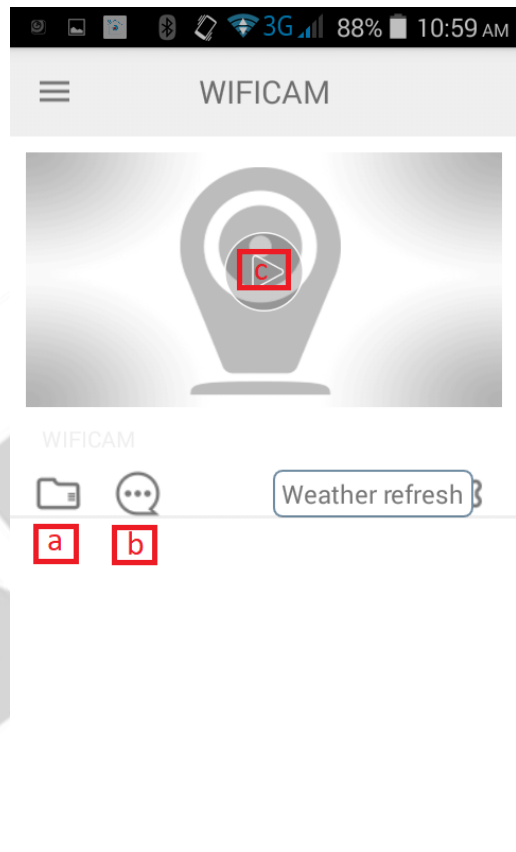 3G 88% 10:59 AM
WIFICAM
c
WIFICAM
Weather refresh
a b